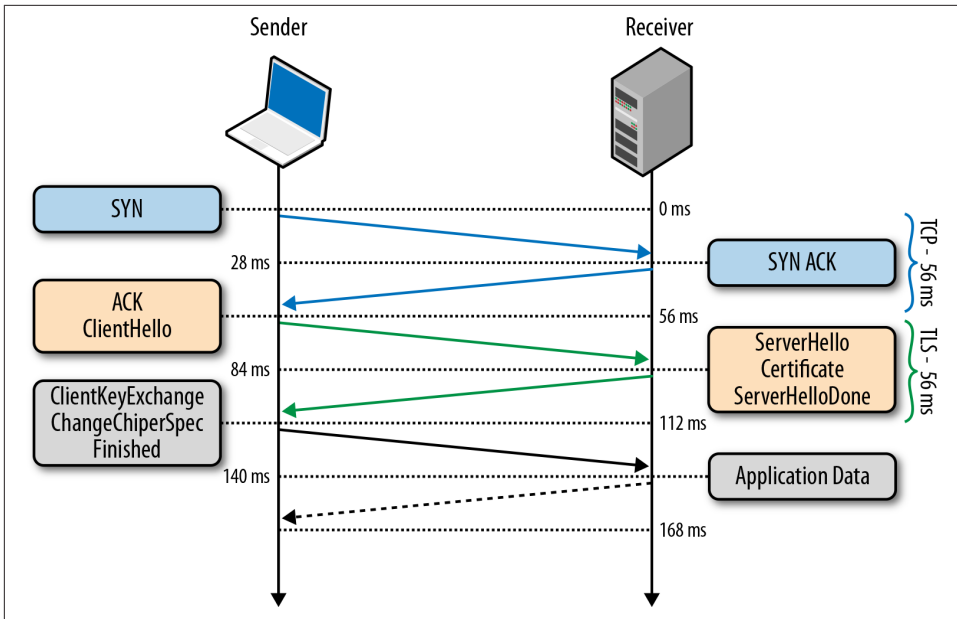 Sender
Receiver
SYN
0 ms
28 ms
SYN ACK
TCP - 56 ms
ACK
ClientHello
56 ms
84 ms
ServerHello
Certificate
ServerHelloDone
TLS - 56 ms
ClientKeyExchange
ChangeChiperSpec
Finished
112 ms
140 ms
Application Data
168 ms